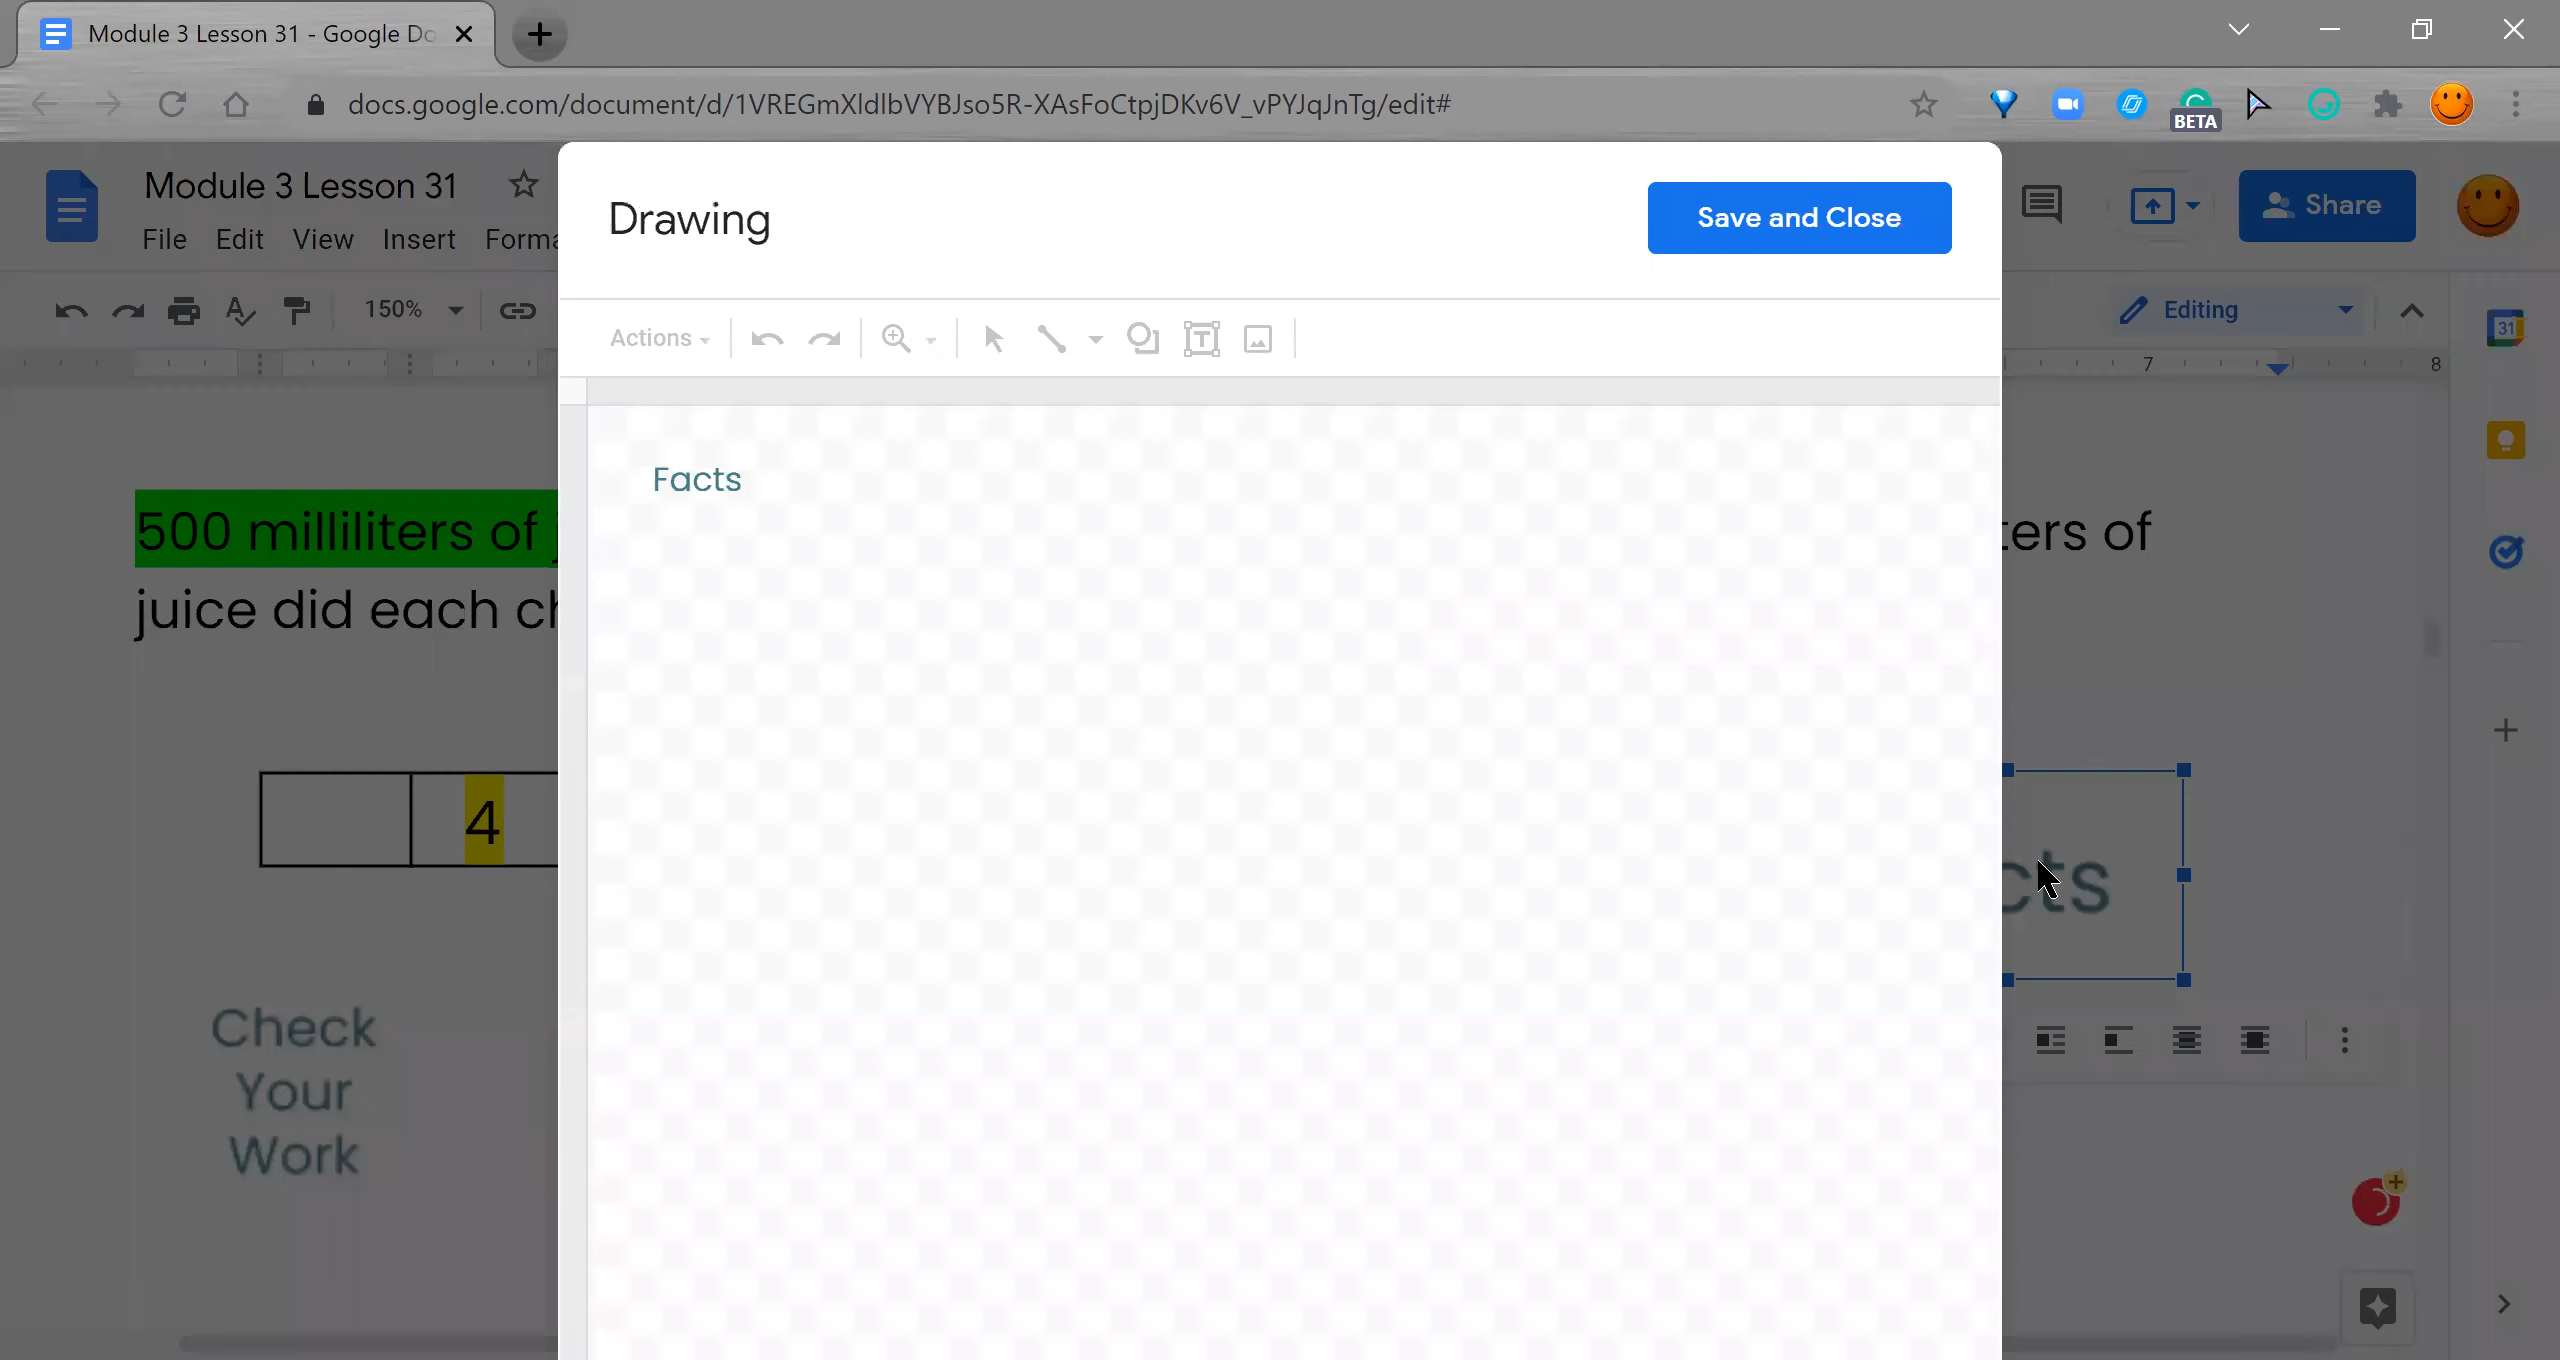 Module 3 Lesson 31 - Google Do
docs.google.com/document/d/1VREGmXldlbVYBJso5R-XAsFoCtpjDKv6V_vPYJqJnTg/edit#
BETA
Module 3 Lesson 31
File Edit View Insert Forma
Share
Drawing
Save and Close
150%
Editing
Actions
7
8
31
Facts
500 milliliters of j
ters of
juice did each ch
4
cts
Check
Your
Work